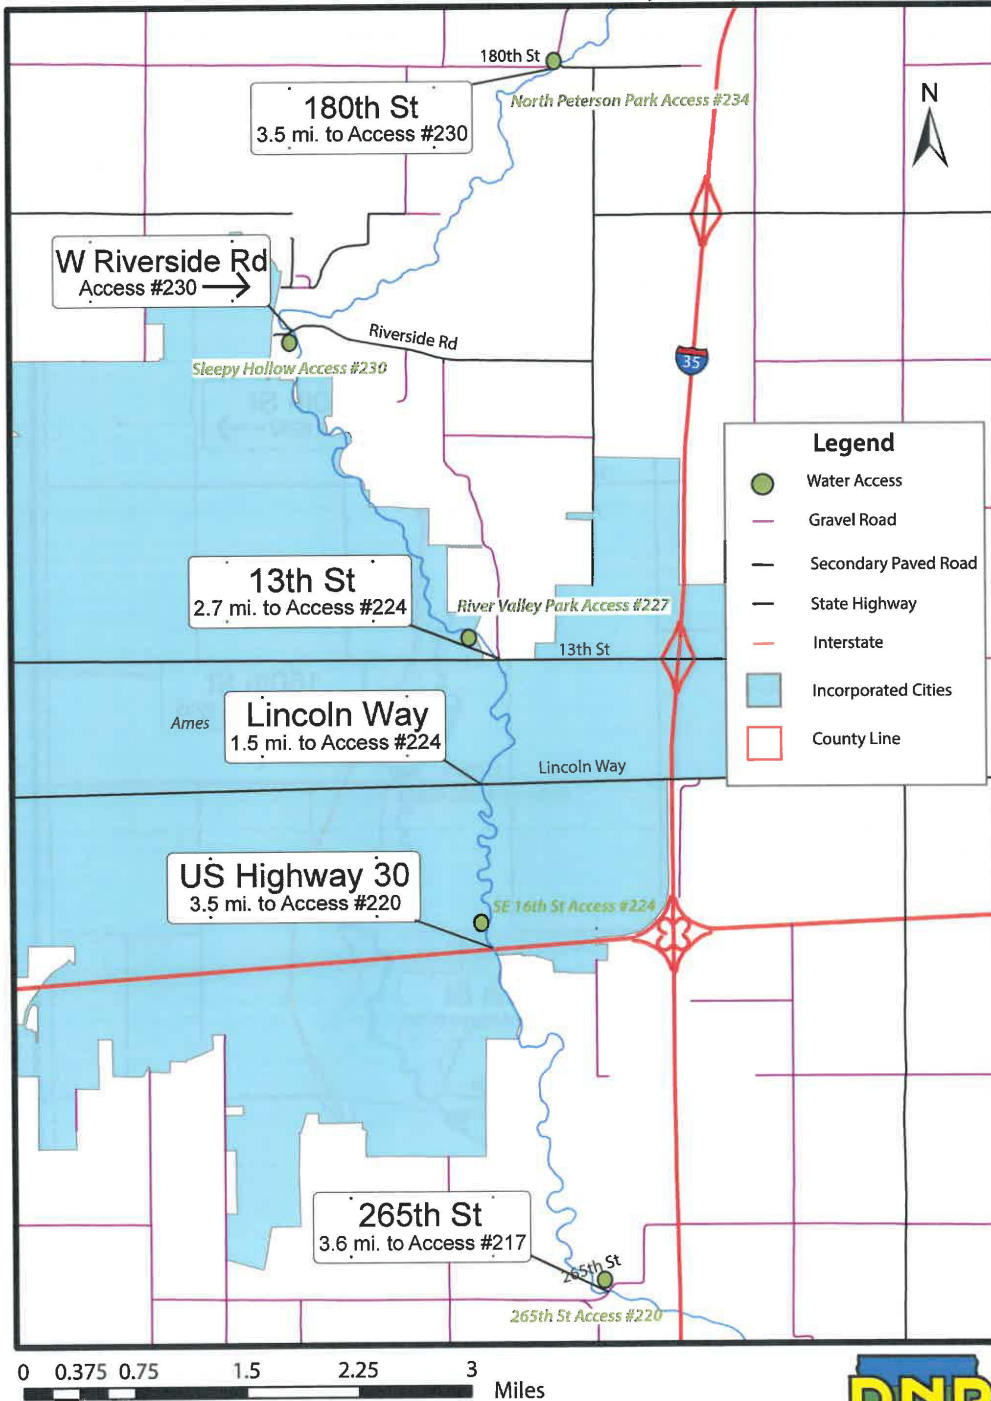 180th St
180th St
3.5 mi. to Access #230
North Peterson Park Access #234
N
W Riverside Rd
Access #230
Riverside Rd
Sleepy Hollow Access #230
35
Legend
Water Access
Gravel Road
Secondary Paved Road
State Highway
Interstate
Incorporated Cities
County Line
13th St
2.7 mi. to Access #224
River Valley Park Access #227
13th St
Ames
Lincoln Way
1.5 mi. to Access #224
Lincoln Way
US Highway 30
3.5 mi. to Access #220
SE 16th St Access #224
265th St
3.6 mi. to Access #217
265th St
265th St Access #220
0 0.375 0.75 1.5 2.25 3
Miles
DNR